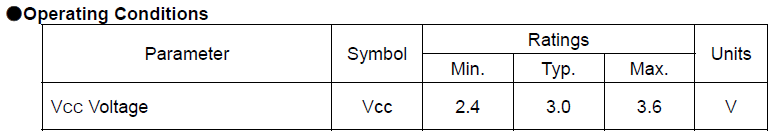 ●Operating Conditions
Parameter Symbol Ratings Units
Min. Typ. Max.
Vcc Voltage Vcc 2.4 3.0 3.6 V